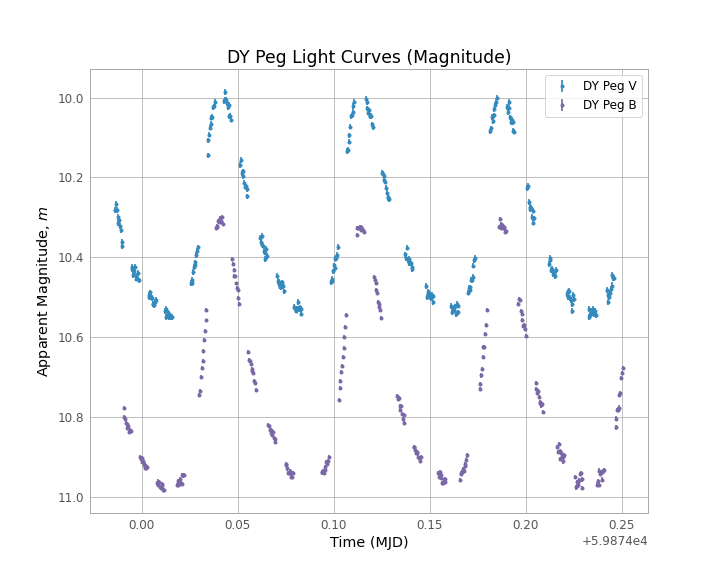 DY Peg Light Curves (Magnitude)
DY Peg V
DY Peg B
Apparent Magnitude, m
10.0
10.2
10.4
10.6
10.8
11.0
0.00 0.05 0.10 0.15 0.20 0.25
Time (MJD)
+5.9874e4